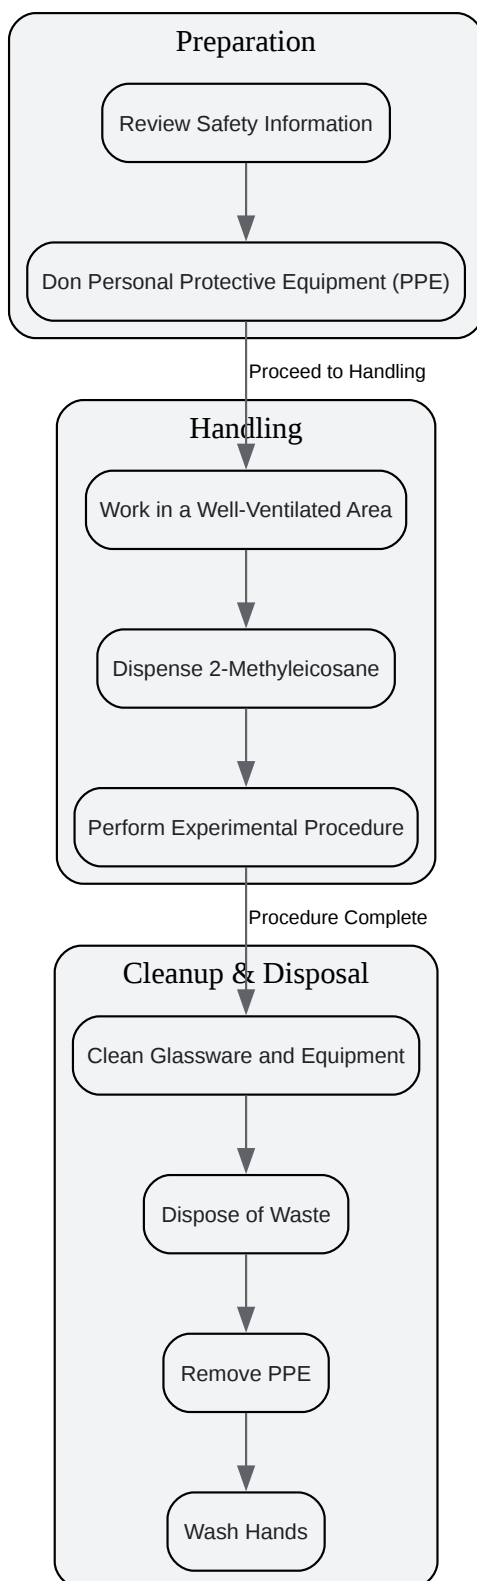 Preparation
Review Safety Information
Don Personal Protective Equipment (PPE)
Proceed to Handling
Handling
Work in a Well-Ventilated Area
Dispense 2-Methyleicosane
Perform Experimental Procedure
Procedure Complete
Cleanup & Disposal
Clean Glassware and Equipment
Dispose of Waste
Remove PPE
Wash Hands